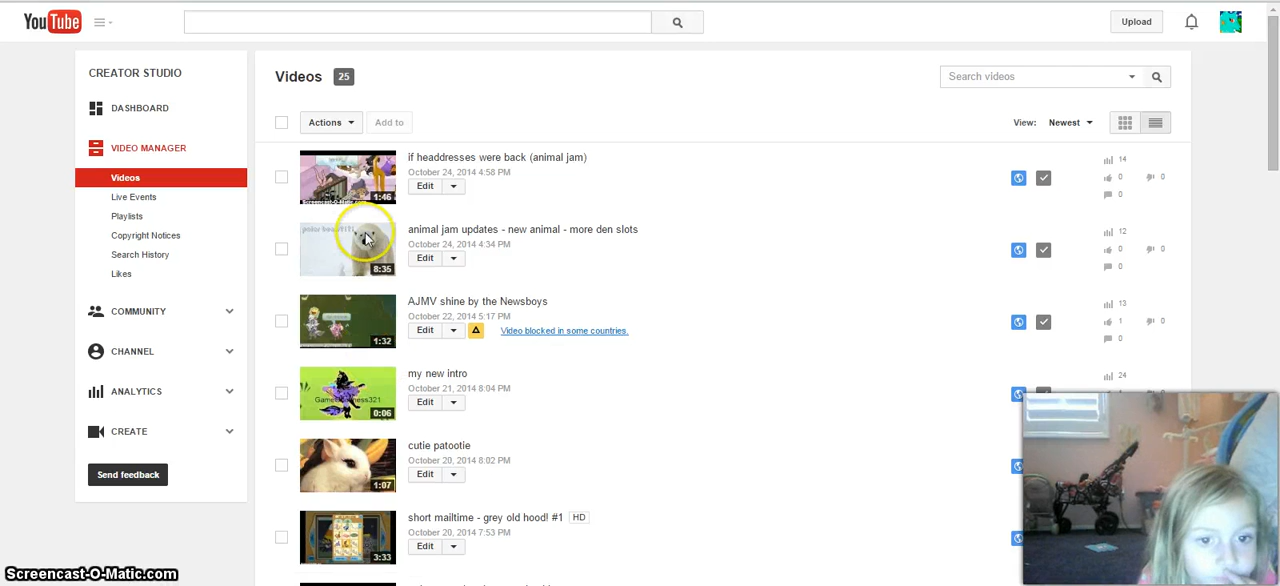 YouTube
Upload
CREATOR STUDIO
DASHBOARD
VIDEO MANAGER
Videos
Live Events
Playlists
Copyright Notices
Search History
Likes
COMMUNITY
CHANNEL
ANALYTICS
CREATE
Send feedback
Videos 25
Search videos
Actions Add to
View: Newest
if headdresses were back (animal jam)
October 24, 2014 4:58 PM
Edit
1:46
Screencast-O-Matic.com
14
0 0
0
animal jam updates - new animal - more den slots
October 24, 2014 4:34 PM
Edit
8:35
12
0 0
0
AJMV shine by the Newsboys
October 22, 2014 5:17 PM
Edit Video blocked in some countries.
1:32
13
1 0
0
my new intro
October 21, 2014 8:04 PM
Edit
0:06
24
cutie patootie
October 20, 2014 8:02 PM
Edit
1:07
short mailtime - grey old hood! #1 HD
October 20, 2014 7:53 PM
Edit
3:33
Screencast-O-Matic.com